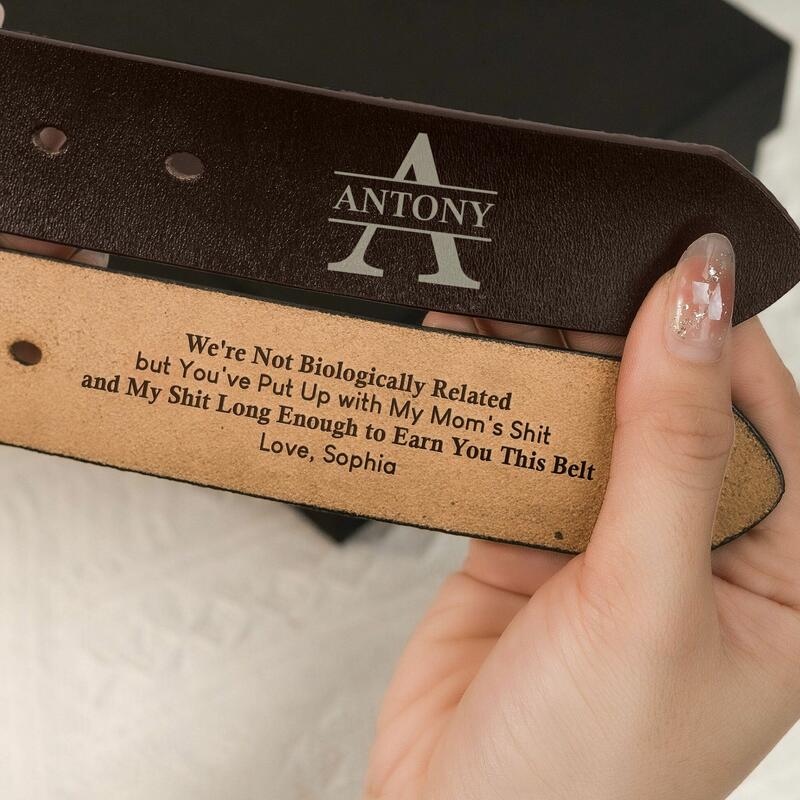 A
ANTONY
We're Not Biologically Related
but You've Put Up with My Mom's Shit
and My Shit Long Enough to Earn You This Belt
Love, Sophia